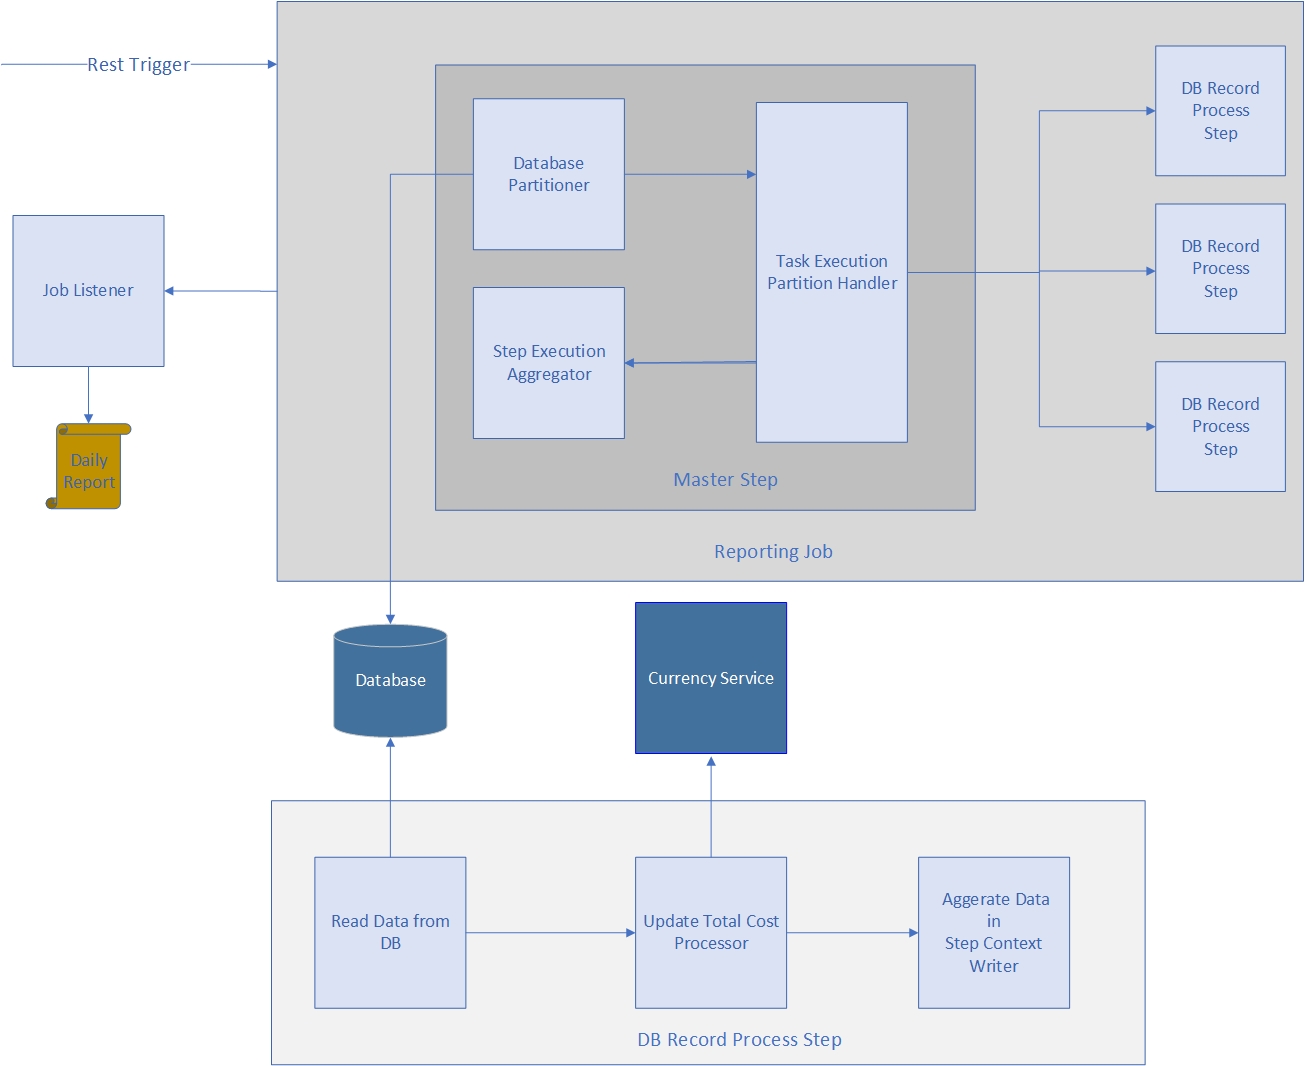 Rest Trigger
DB Record
Process
Step
Database
Partitioner
Task Execution
Partition Handler
DB Record
Process
Step
Job Listener
Step Execution
Aggregator
DB Record
Process
Step
Daily
Report
Master Step
Reporting Job
Database
Currency Service
Read Data from
DB
Update Total Cost
Processor
Aggerate Data
in
Step Context
Writer
DB Record Process Step